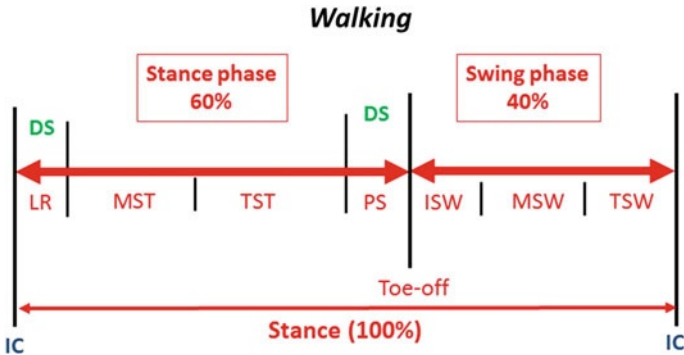 Walking
Stance phase
60%
Swing phase
40%
DS
DS
LR MST TST PS ISW MSW TSW
Toe-off
Stance (100%)
IC
IC